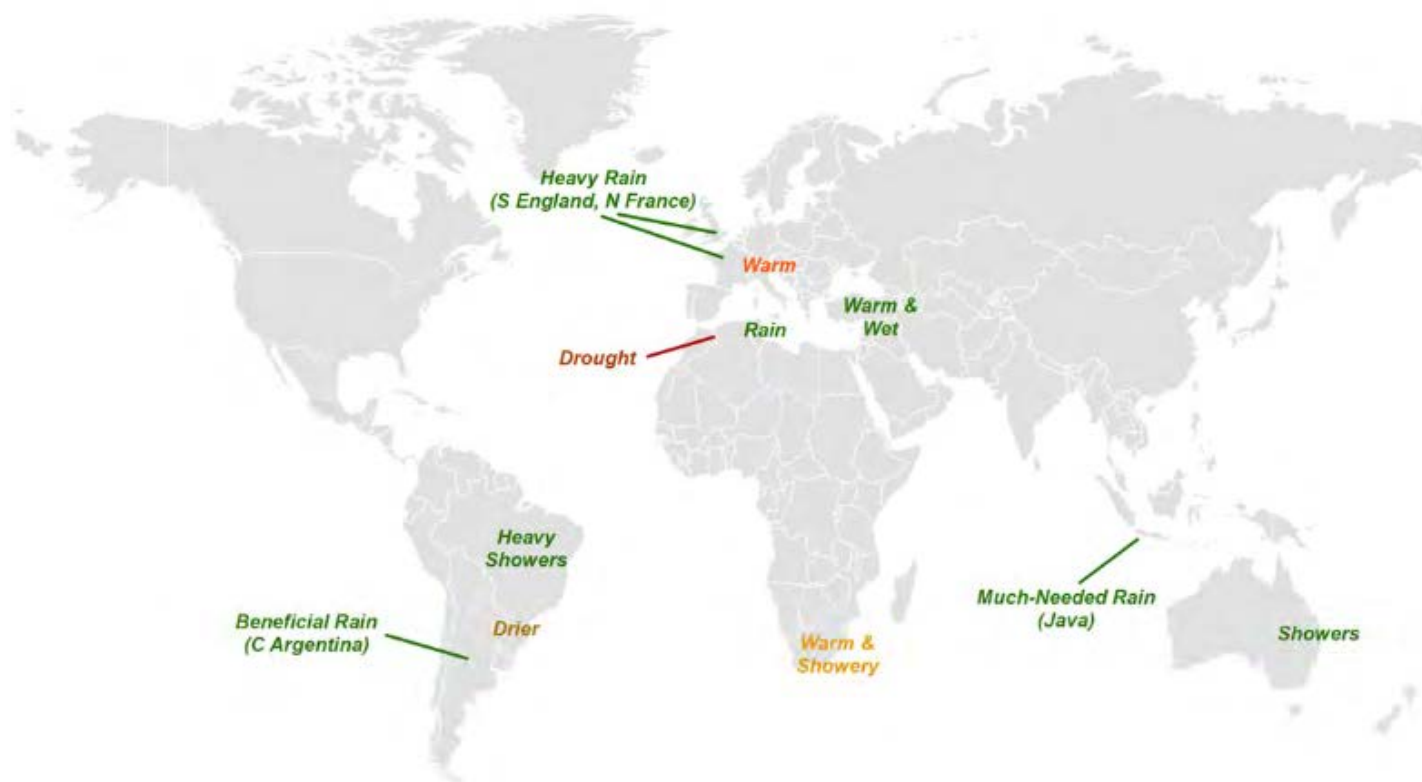 Heavy Rain
(S England, N France)
Warm
Warm &
Wet
Rain
Drought
Heavy
Showers
Much-Needed Rain
(Java)
Beneficial Rain
(C Argentina)
Drier
Showers
Warm &
Showery